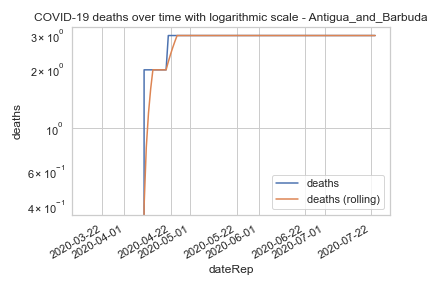 COVID-19 deaths over time with logarithmic scale - Antigua_and_Barbuda
3 × 10⁰
2 × 10⁰
10⁰
6 × 10⁻¹
4 × 10⁻¹
deaths
deaths
deaths (rolling)
2020-03-22
2020-04-01
2020-04-22
2020-05-01
2020-05-22
2020-06-01
2020-06-22
2020-07-01
2020-07-22
dateRep